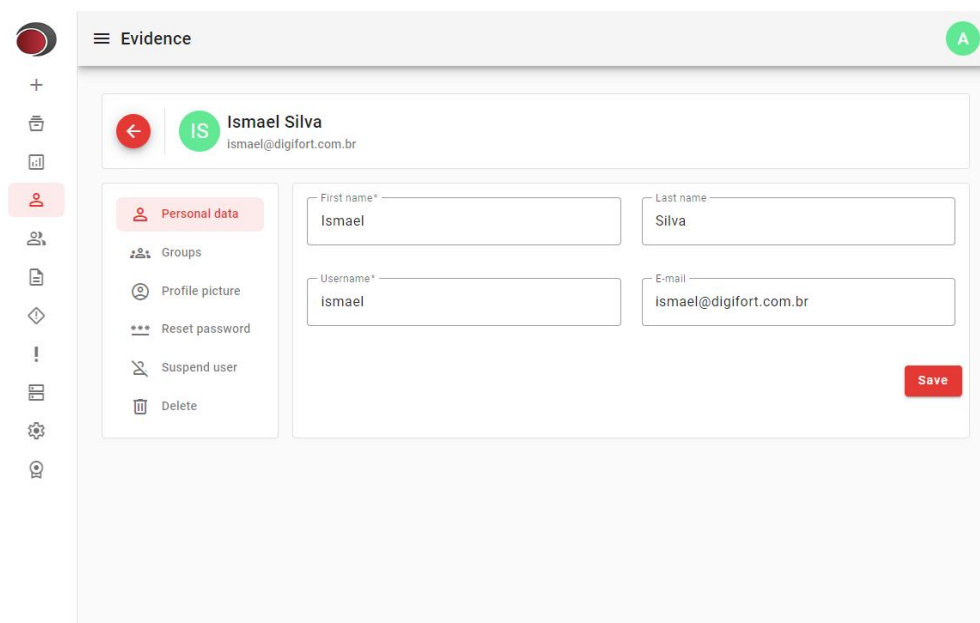 Evidence
A
IS
Ismael Silva
ismael@digifort.com.br
Personal data
Groups
Profile picture
Reset password
Suspend user
Delete
First name*
Ismael
Last name
Silva
Username*
ismael
E-mail
ismael@digifort.com.br
Save